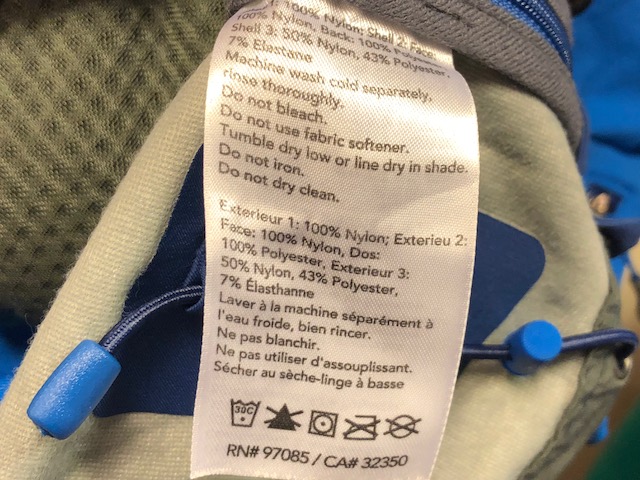 1: 100% Nylon; Shell 2: Face:
100% Nylon, Back: 100% Polyester,
Shell 3: 50% Nylon, 43% Polyester,
7% Elastane
Machine wash cold separately,
rinse thoroughly.
Do not bleach.
Do not use fabric softener.
Tumble dry low or line dry in shade.
Do not iron.
Do not dry clean.
Exterieur 1: 100% Nylon; Exterieu 2:
Face: 100% Nylon, Dos:
100% Polyester, Exterieur 3:
50% Nylon, 43% Polyester,
7% Élasthanne
Laver à la machine séparément à
l'eau froide, bien rincer.
Ne pas blanchir.
Ne pas utiliser d'assouplissant.
Sécher au sèche-linge à basse
30C
RN# 97085 / CA# 32350